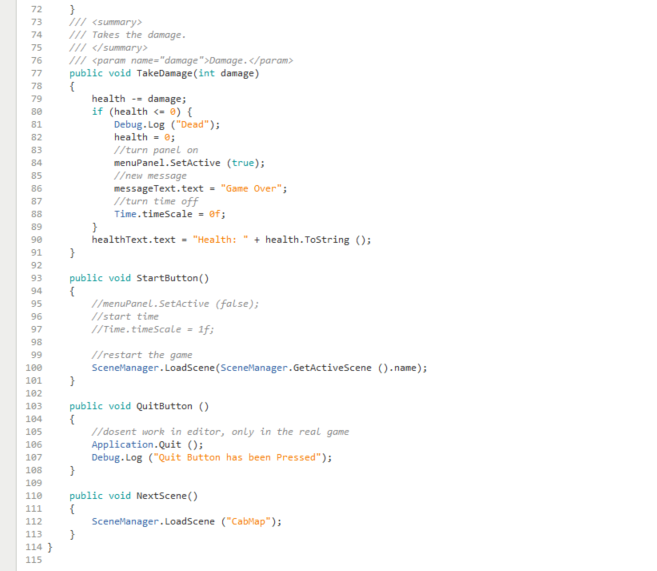 72 }
73 /// <summary>
74 /// Takes the damage.
75 /// </summary>
76 /// <param name="damage">Damage.</param>
77 public void TakeDamage(int damage)
78 {
79 health -= damage;
80 if (health <= 0) {
81 Debug.Log ("Dead");
82 health = 0;
83 //turn panel on
84 menuPanel.SetActive (true);
85 //new message
86 messageText.text = "Game Over";
87 //turn time off
88 Time.timeScale = 0f;
89 }
90 healthText.text = "Health: " + health.ToString ();
91 }
92
93 public void StartButton()
94 {
95 //menuPanel.SetActive (false);
96 //start time
97 //Time.timeScale = 1f;
98
99 //restart the game
100 SceneManager.LoadScene(SceneManager.GetActiveScene ().name);
101 }
102
103 public void QuitButton ()
104 {
105 //dosent work in editor, only in the real game
106 Application.Quit ();
107 Debug.Log ("Quit Button has been Pressed");
108 }
109
110 public void NextScene()
111 {
112 SceneManager.LoadScene ("CabMap");
113 }
114 }
115